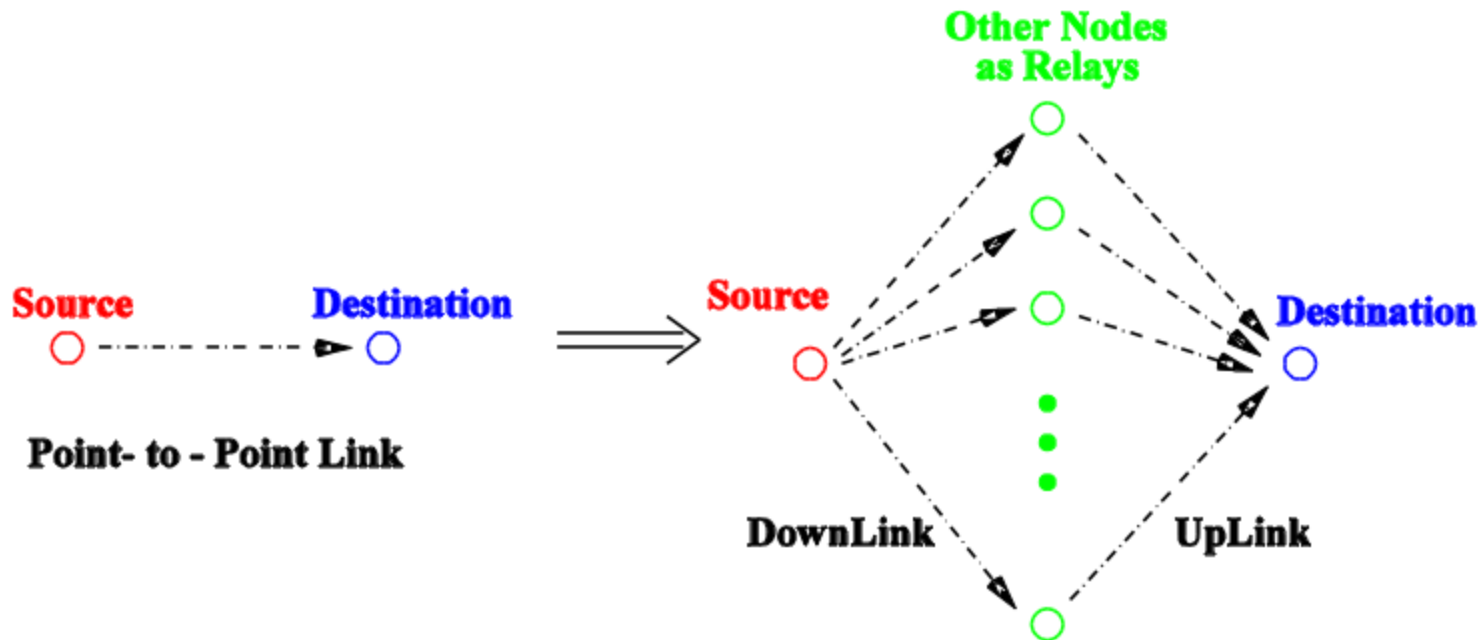 Other Nodes
as Relays
Source
Destination
Source
Destination
Point- to - Point Link
DownLink
UpLink